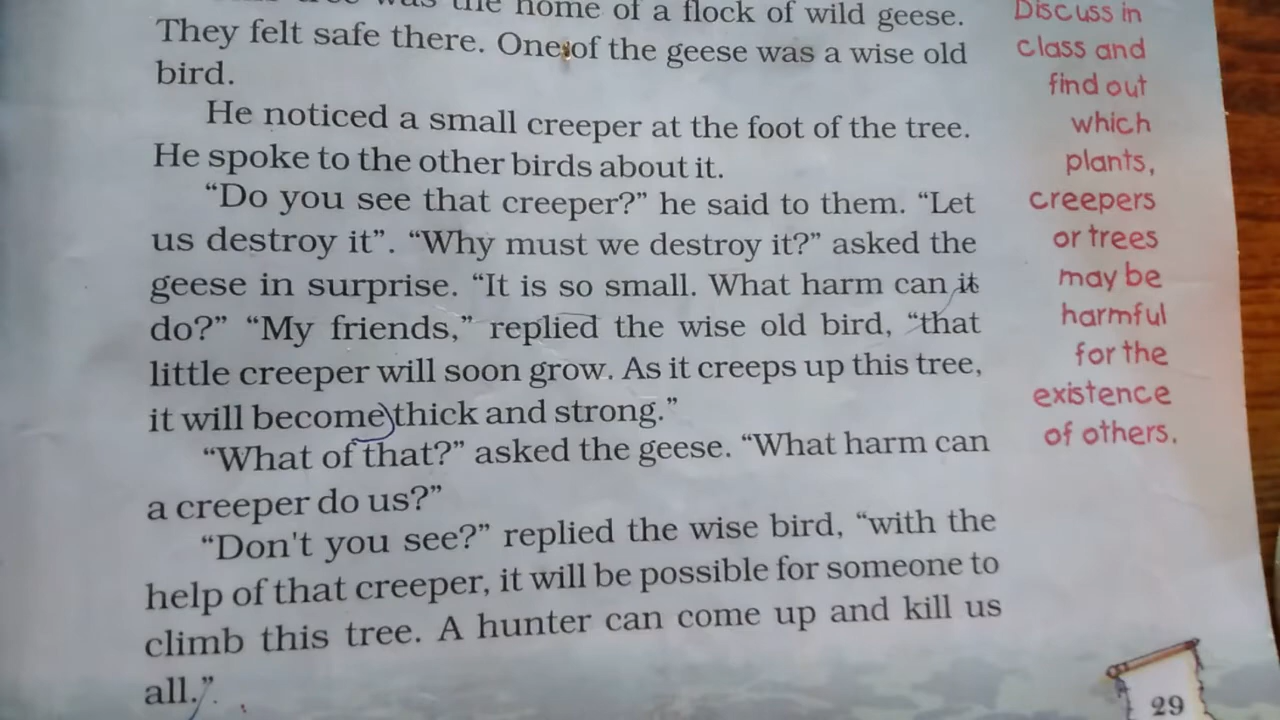 was the home of a flock of wild geese.
They felt safe there. One of the geese was a wise old
bird.
He noticed a small creeper at the foot of the tree.
He spoke to the other birds about it.
“Do you see that creeper?” he said to them. “Let
us destroy it”. “Why must we destroy it?” asked the
geese in surprise. “It is so small. What harm can it
do?” “My friends,” replied the wise old bird, “that
little creeper will soon grow. As it creeps up this tree,
it will become thick and strong.”
“What of that?” asked the geese. “What harm can
a creeper do us?”
“Don't you see?” replied the wise bird, “with the
help of that creeper, it will be possible for someone to
climb this tree. A hunter can come up and kill us
all.”.
Discuss in
class and
find out
which
plants,
creepers
or trees
may be
harmful
for the
existence
of others.
29